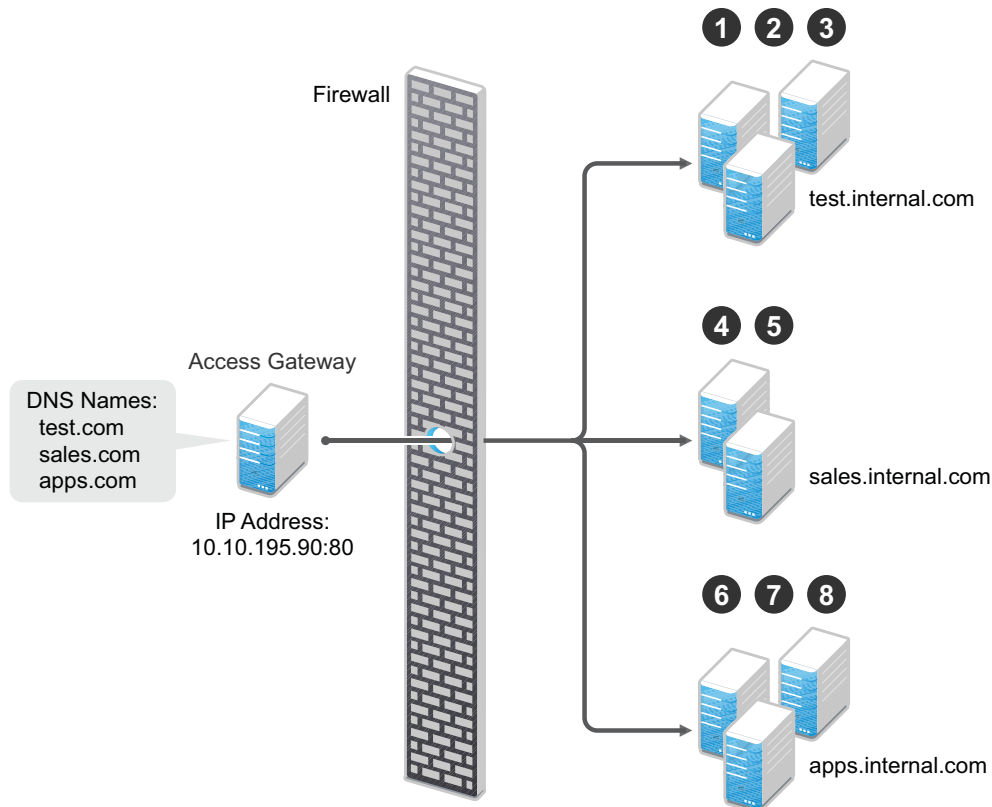 1 2 3
Firewall
test.internal.com
4 5
Access Gateway
DNS Names:
test.com
sales.com
apps.com
sales.internal.com
IP Address:
10.10.195.90:80
6 7 8
apps.internal.com